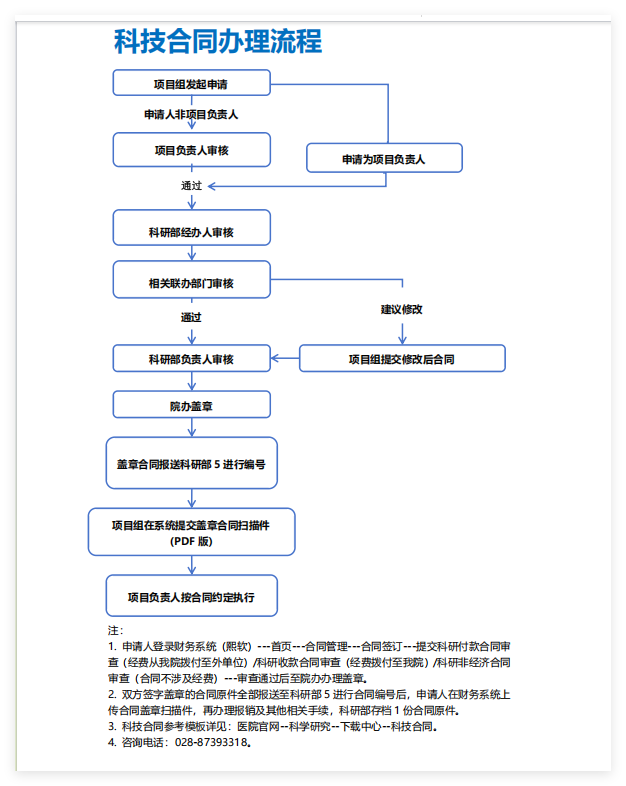 科技合同办理流程
项目组发起申请
申请人非项目负责人
项目负责人审核
申请为项目负责人
通过
科研部经办人审核
相关联办部门审核
建议修改
通过
科研部负责人审核
项目组提交修改后合同
院办盖章
盖章合同报送科研部 5 进行编号
项目组在系统提交盖章合同扫描件
(PDF 版)
项目负责人按合同约定执行
注：
1. 申请人登录财务系统（熙软）---首页---合同管理---合同签订---提交科研付款合同审
查（经费从我院拨付至外单位）/科研收款合同审查（经费拨付至我院）/科研非经济合同
审查（合同不涉及经费）---审查通过后至院办办理盖章。
2. 双方签字盖章的合同原件全部报送至科研部 5 进行合同编号后，申请人在财务系统上
传合同盖章扫描件，再办理报销及其他相关手续，科研部存档 1 份合同原件。
3. 科技合同参考模板详见：医院官网--科学研究--下载中心--科技合同。
4. 咨询电话：028-87393318。